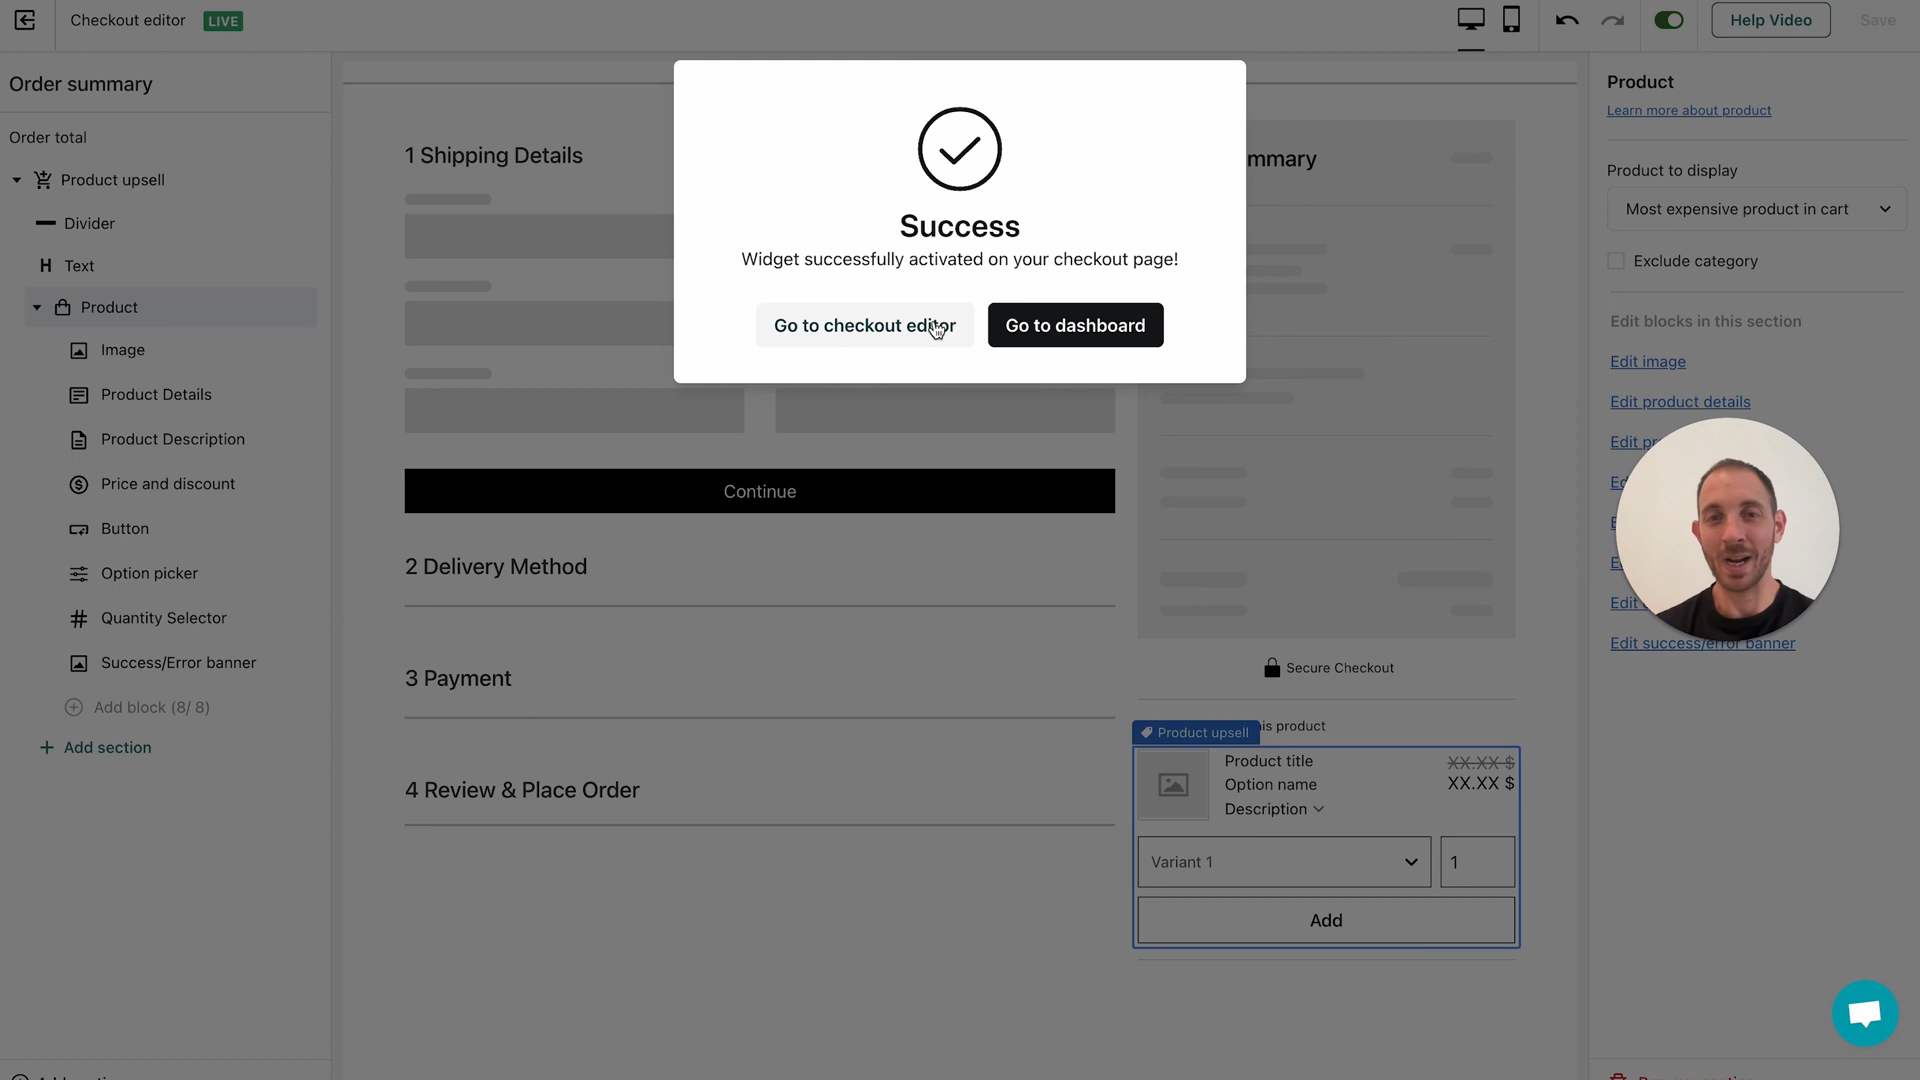 Checkout editor
LIVE
Help Video
Save
Order summary
Order total
Product upsell
Divider
H Text
Product
Image
Product Details
Product Description
Price and discount
Button
Option picker
Quantity Selector
Success/Error banner
Add block (8/ 8)
+ Add section
1 Shipping Details
Continue
2 Delivery Method
3 Payment
4 Review & Place Order
Success
Widget successfully activated on your checkout page!
Go to checkout editor
Go to dashboard
mmary
Secure Checkout
is product
Product upsell
Product title
XX.XX $
Option name
XX.XX $
Description
Variant 1
1
Add
Product
Learn more about product
Product to display
Most expensive product in cart
Exclude category
Edit blocks in this section
Edit image
Edit product details
Edit
Edit
Edit success/error banner